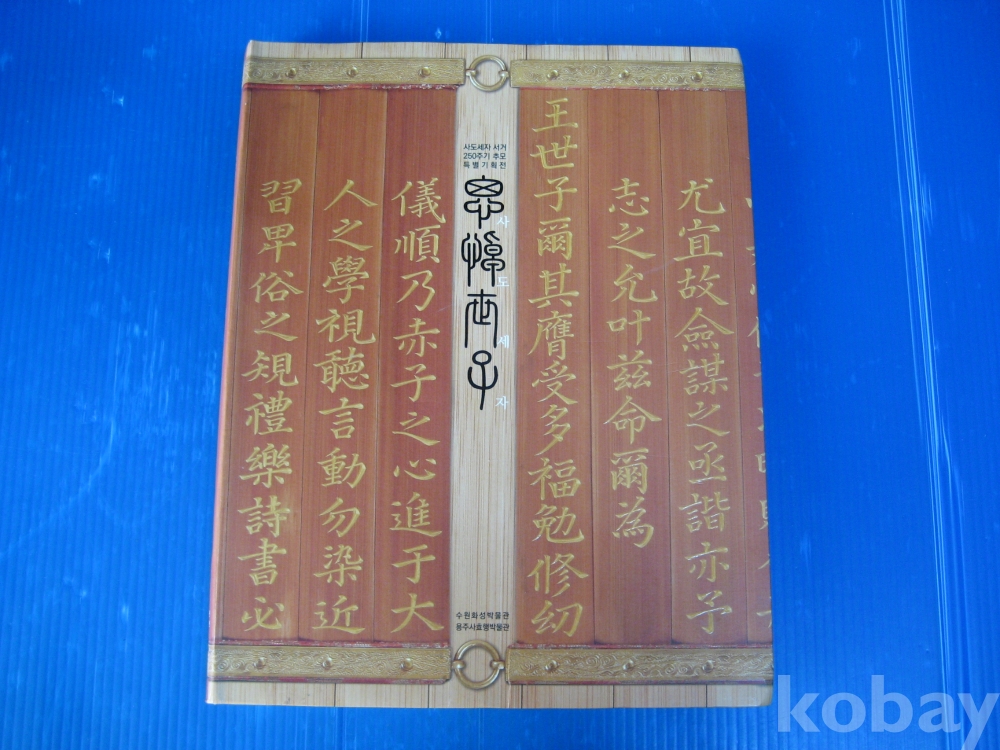 尤宜故僉謀之丞諧亦予
志之允叶茲命爾為
王世子爾其膺受多福勉修幼
사도세자 서거
250주기 추모
특별기획전
思悼世子
사도세자
수원화성박물관
용주사효행박물관
儀順乃赤子之心進于大
人之學視聽言動勿染近
習卑俗之規禮樂詩書必
kobay